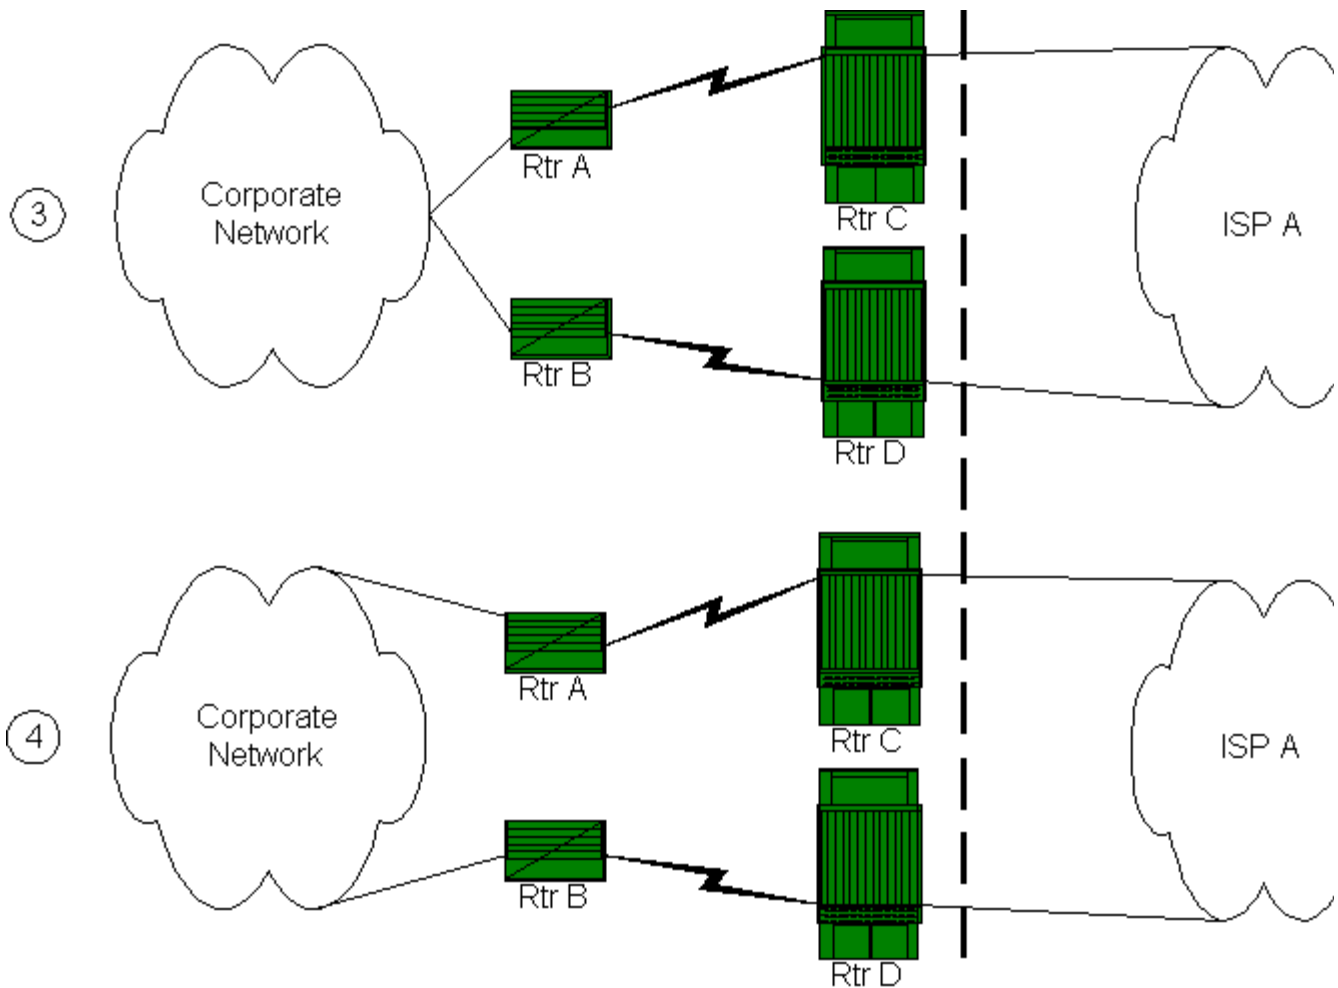 Rtr A
Corporate
Network
3
Rtr C
ISP A
Rtr B
Rtr D
Rtr A
Corporate
Network
4
Rtr C
ISP A
Rtr B
Rtr D